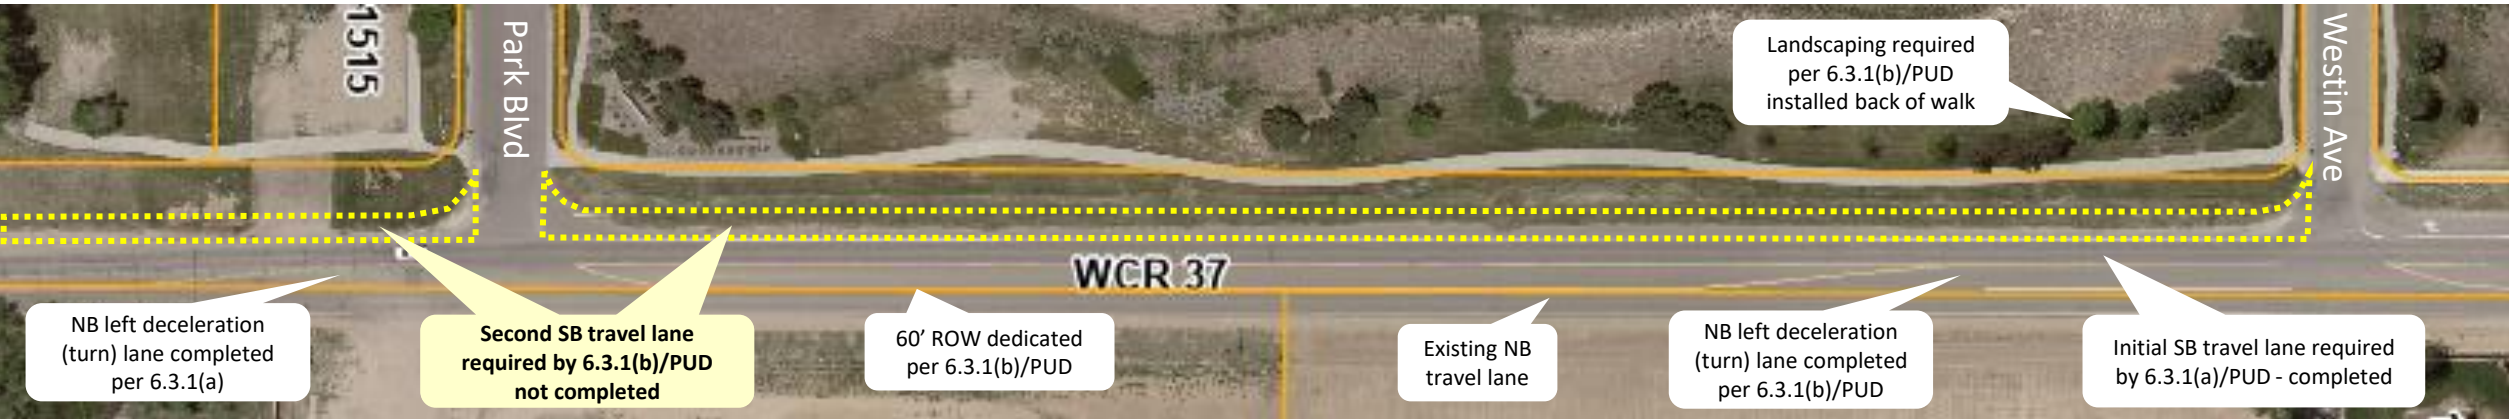 1515
Park Blvd
Landscaping required
per 6.3.1(b)/PUD
installed back of walk
Westin Ave
WCR 37
NB left deceleration
(turn) lane completed
per 6.3.1(a)
Second SB travel lane
required by 6.3.1(b)/PUD
not completed
60’ ROW dedicated
per 6.3.1(b)/PUD
Existing NB
travel lane
NB left deceleration
(turn) lane completed
per 6.3.1(b)/PUD
Initial SB travel lane required
by 6.3.1(a)/PUD - completed